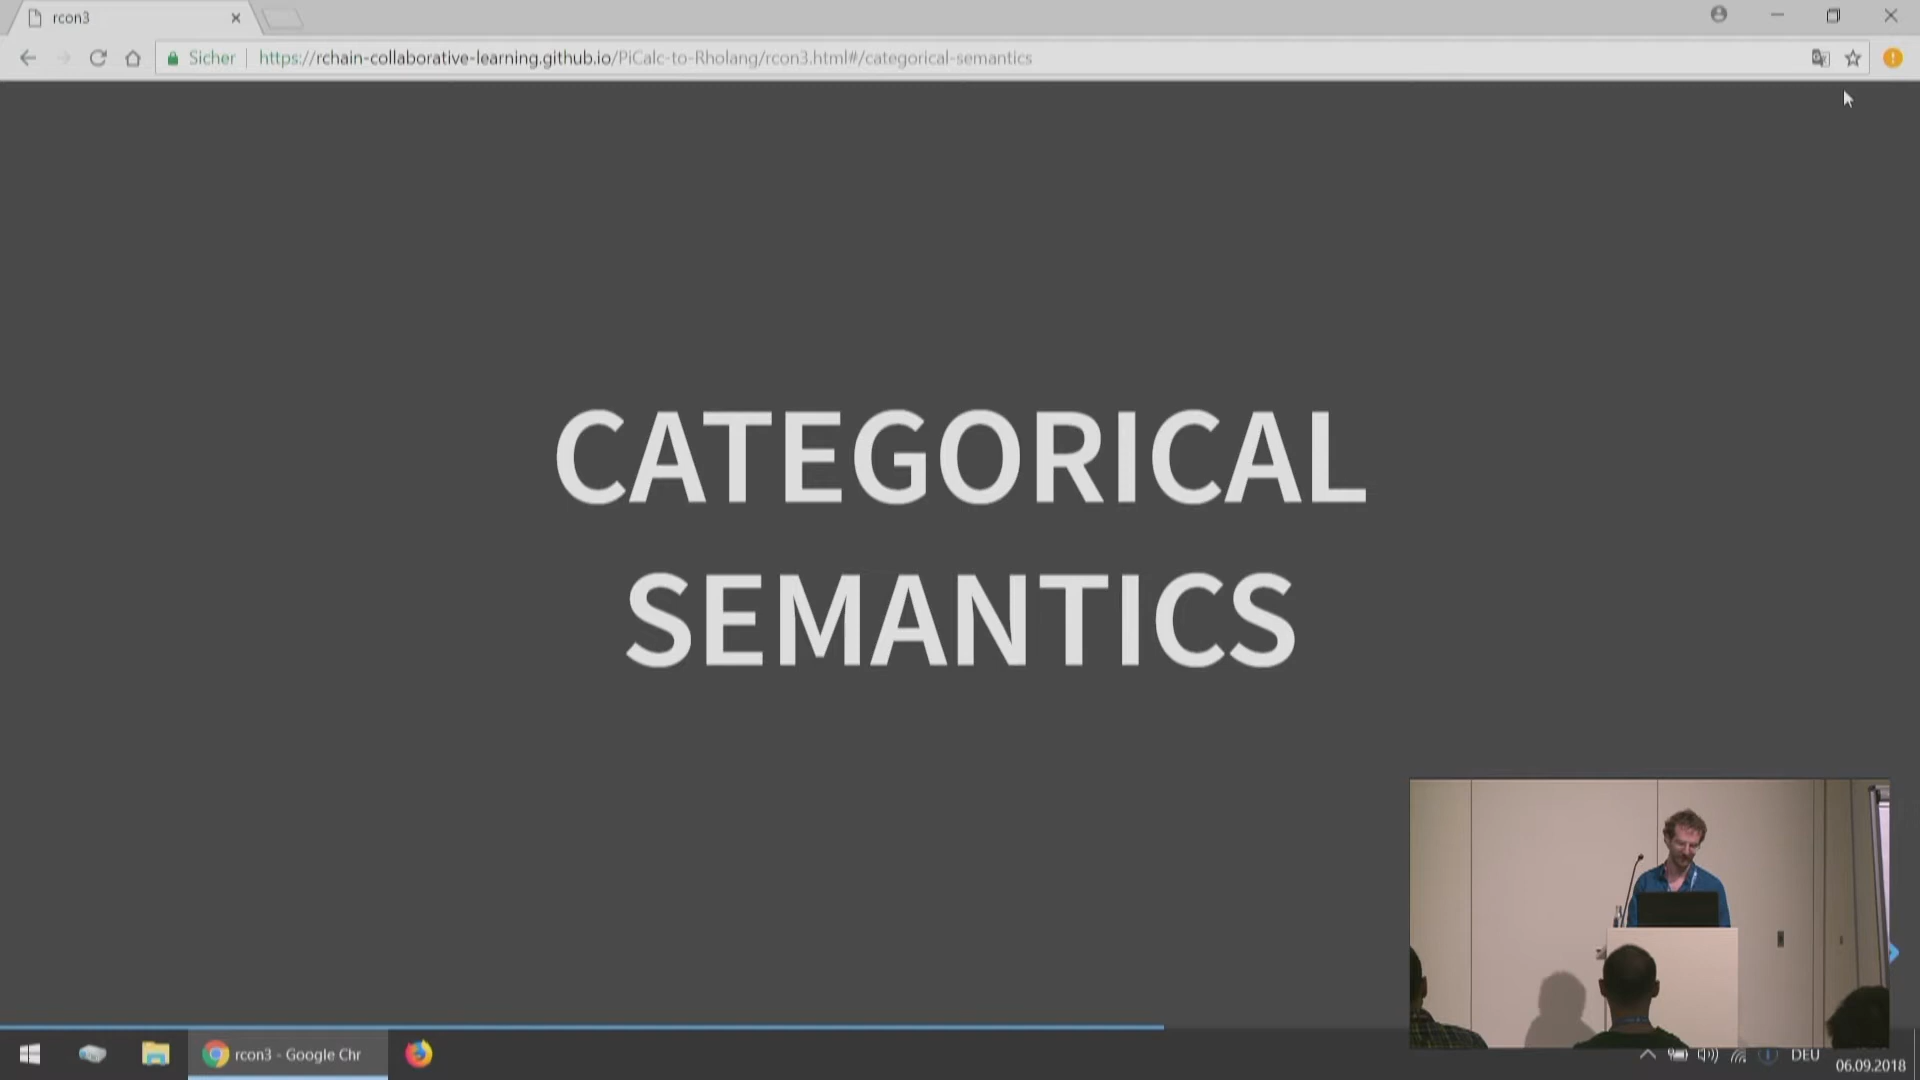 rcon3
Sicher
https://rchain-collaborative-learning.github.io/PiCalc-to-Rholang/rcon3.html#/categorical-semantics
CATEGORICAL
SEMANTICS
rcon3 - Google Chr
DEU
06.09.2018